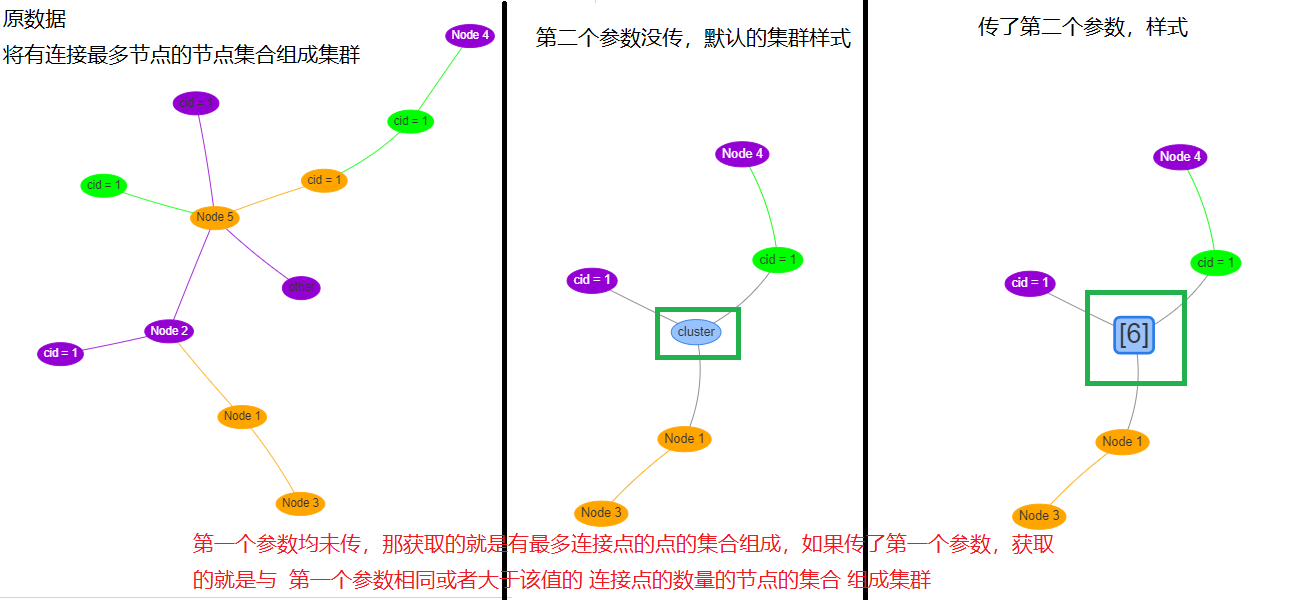 原数据
将有连接最多节点的节点集合组成集群
Node 4
cid = 1
cid = 1
cid = 1
cid = 1
Node 5
other
Node 2
cid = 1
Node 1
Node 3
第二个参数没传，默认的集群样式
Node 4
cid = 1
cid = 1
cluster
Node 1
Node 3
传了第二个参数，样式
Node 4
cid = 1
cid = 1
[6]
Node 1
Node 3
第一个参数均未传，那获取的就是有最多连接点的点的集合组成，如果传了第一个参数，获取
的就是与 第一个参数相同或者大于该值的 连接点的数量的节点的集合 组成集群